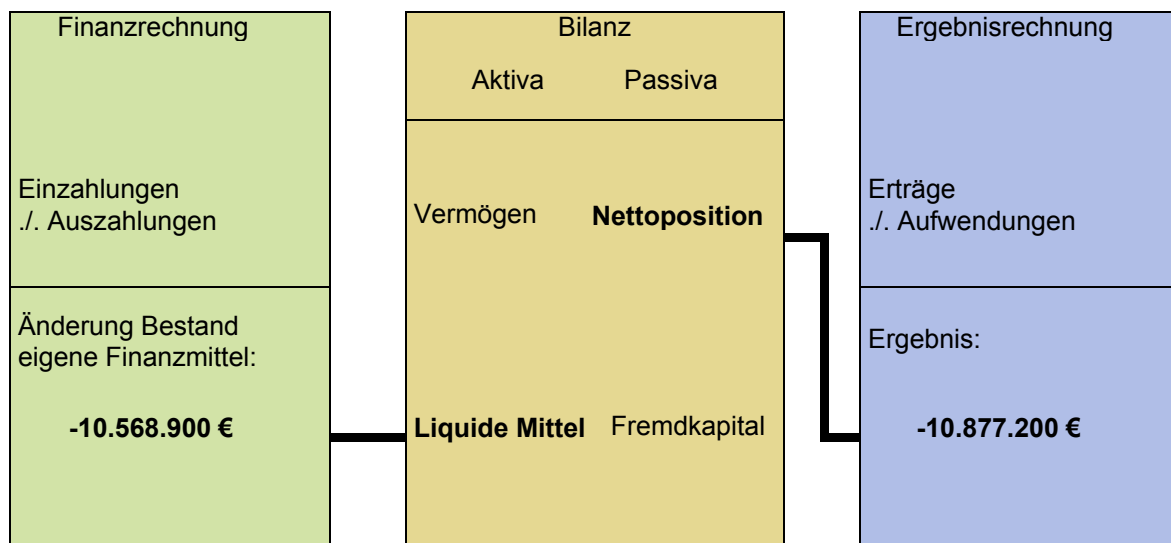 Finanzrechnung
Einzahlungen
./. Auszahlungen
Änderung Bestand
eigene Finanzmittel:
-10.568.900 €
Bilanz
Aktiva Passiva
Vermögen Nettoposition
Liquide Mittel Fremdkapital
Ergebnisrechnung
Erträge
./. Aufwendungen
Ergebnis:
-10.877.200 €